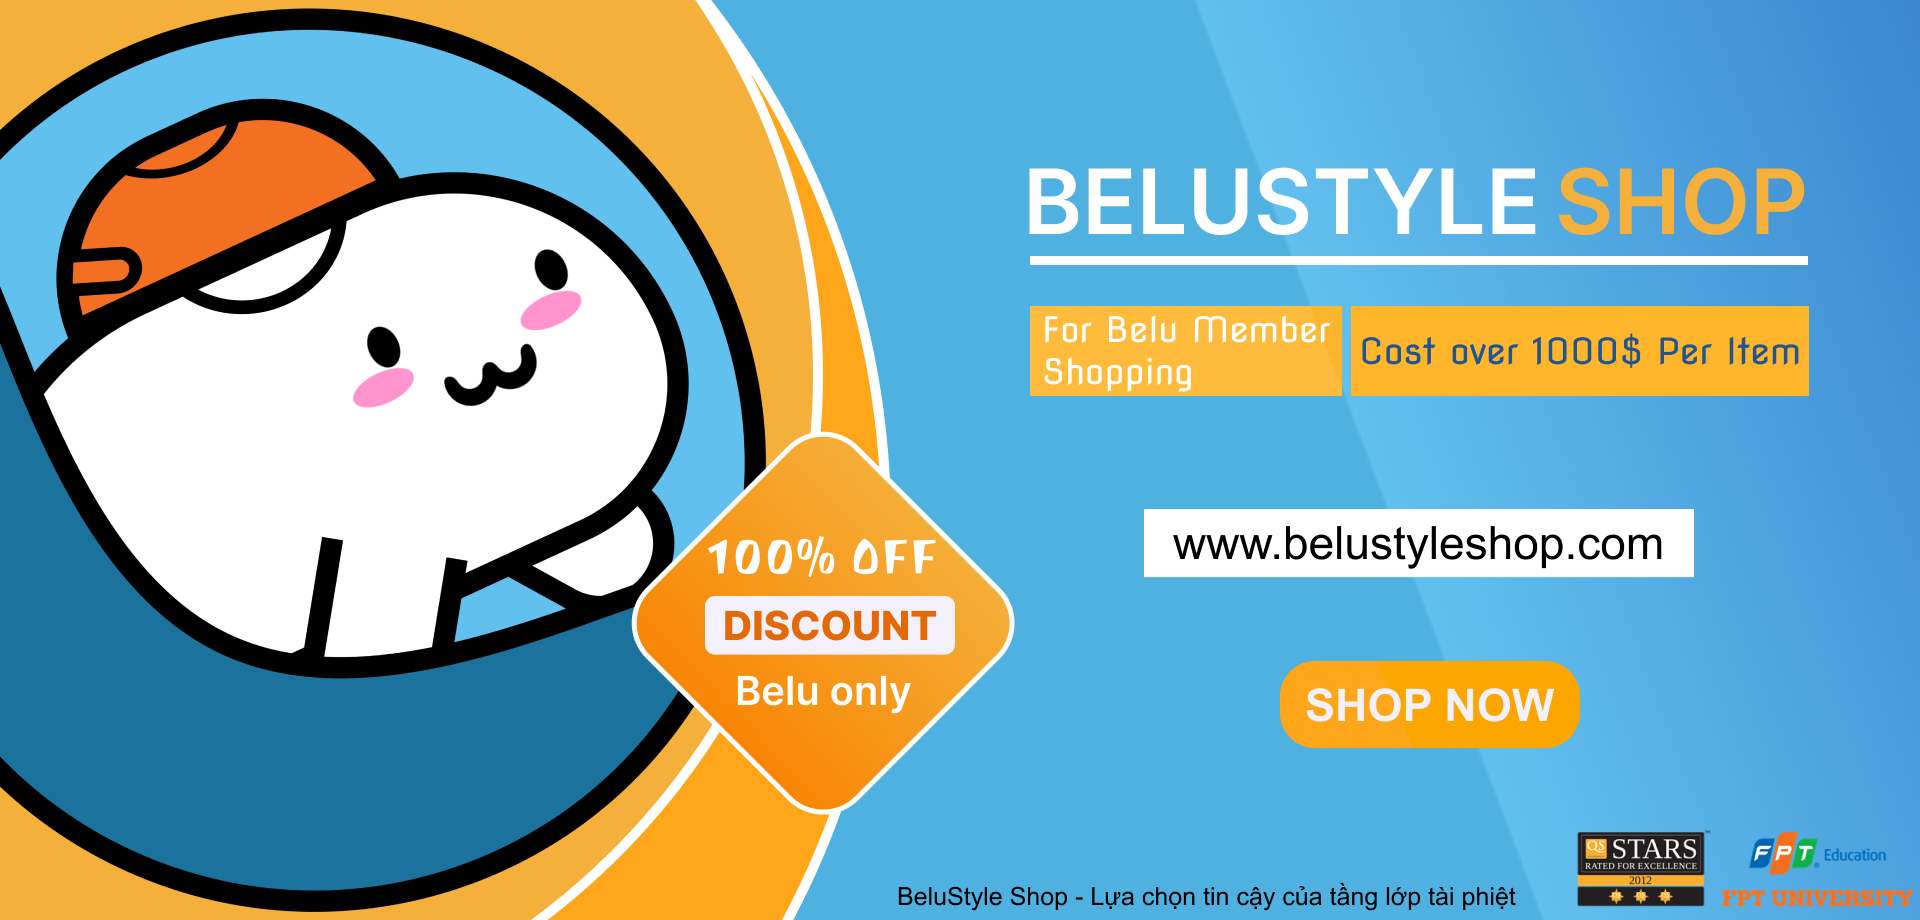 BELUSTYLE SHOP
For Belu Member
Shopping
Cost over 1000$ Per Item
www.belustyleshop.com
100% OFF
DISCOUNT
Belu only
SHOP NOW
BeluStyle Shop - Lựa chọn tin cậy của tầng lớp tài phiệt
QS STARS™
RATED FOR EXCELLENCE
2012
FPT Education
FPT UNIVERSITY